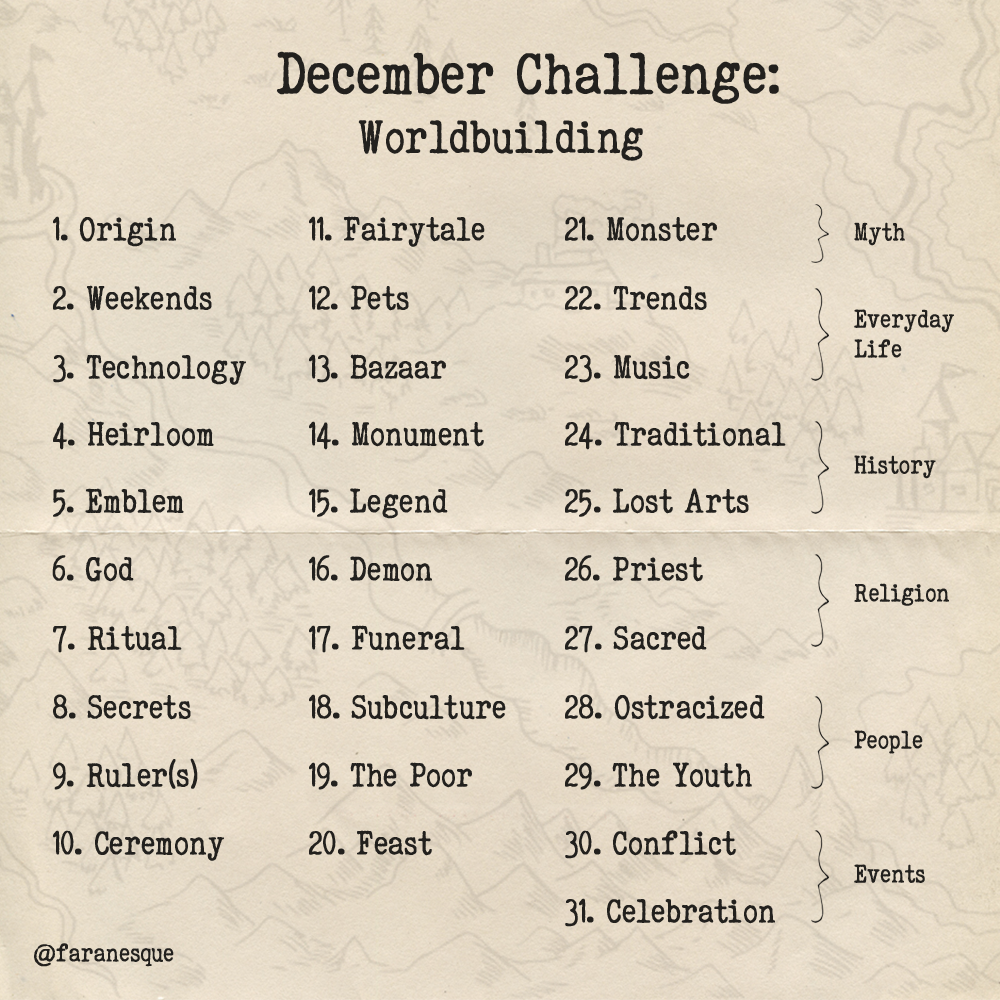 December Challenge:
Worldbuilding
1. Origin
2. Weekends
3. Technology
4. Heirloom
5. Emblem
6. God
7. Ritual
8. Secrets
9. Ruler(s)
10. Ceremony
11. Fairytale
12. Pets
13. Bazaar
14. Monument
15. Legend
16. Demon
17. Funeral
18. Subculture
19. The Poor
20. Feast
21. Monster
22. Trends
23. Music
24. Traditional
25. Lost Arts
26. Priest
27. Sacred
28. Ostracized
29. The Youth
30. Conflict
31. Celebration
Myth
Everyday
Life
History
Religion
People
Events
@faranesque